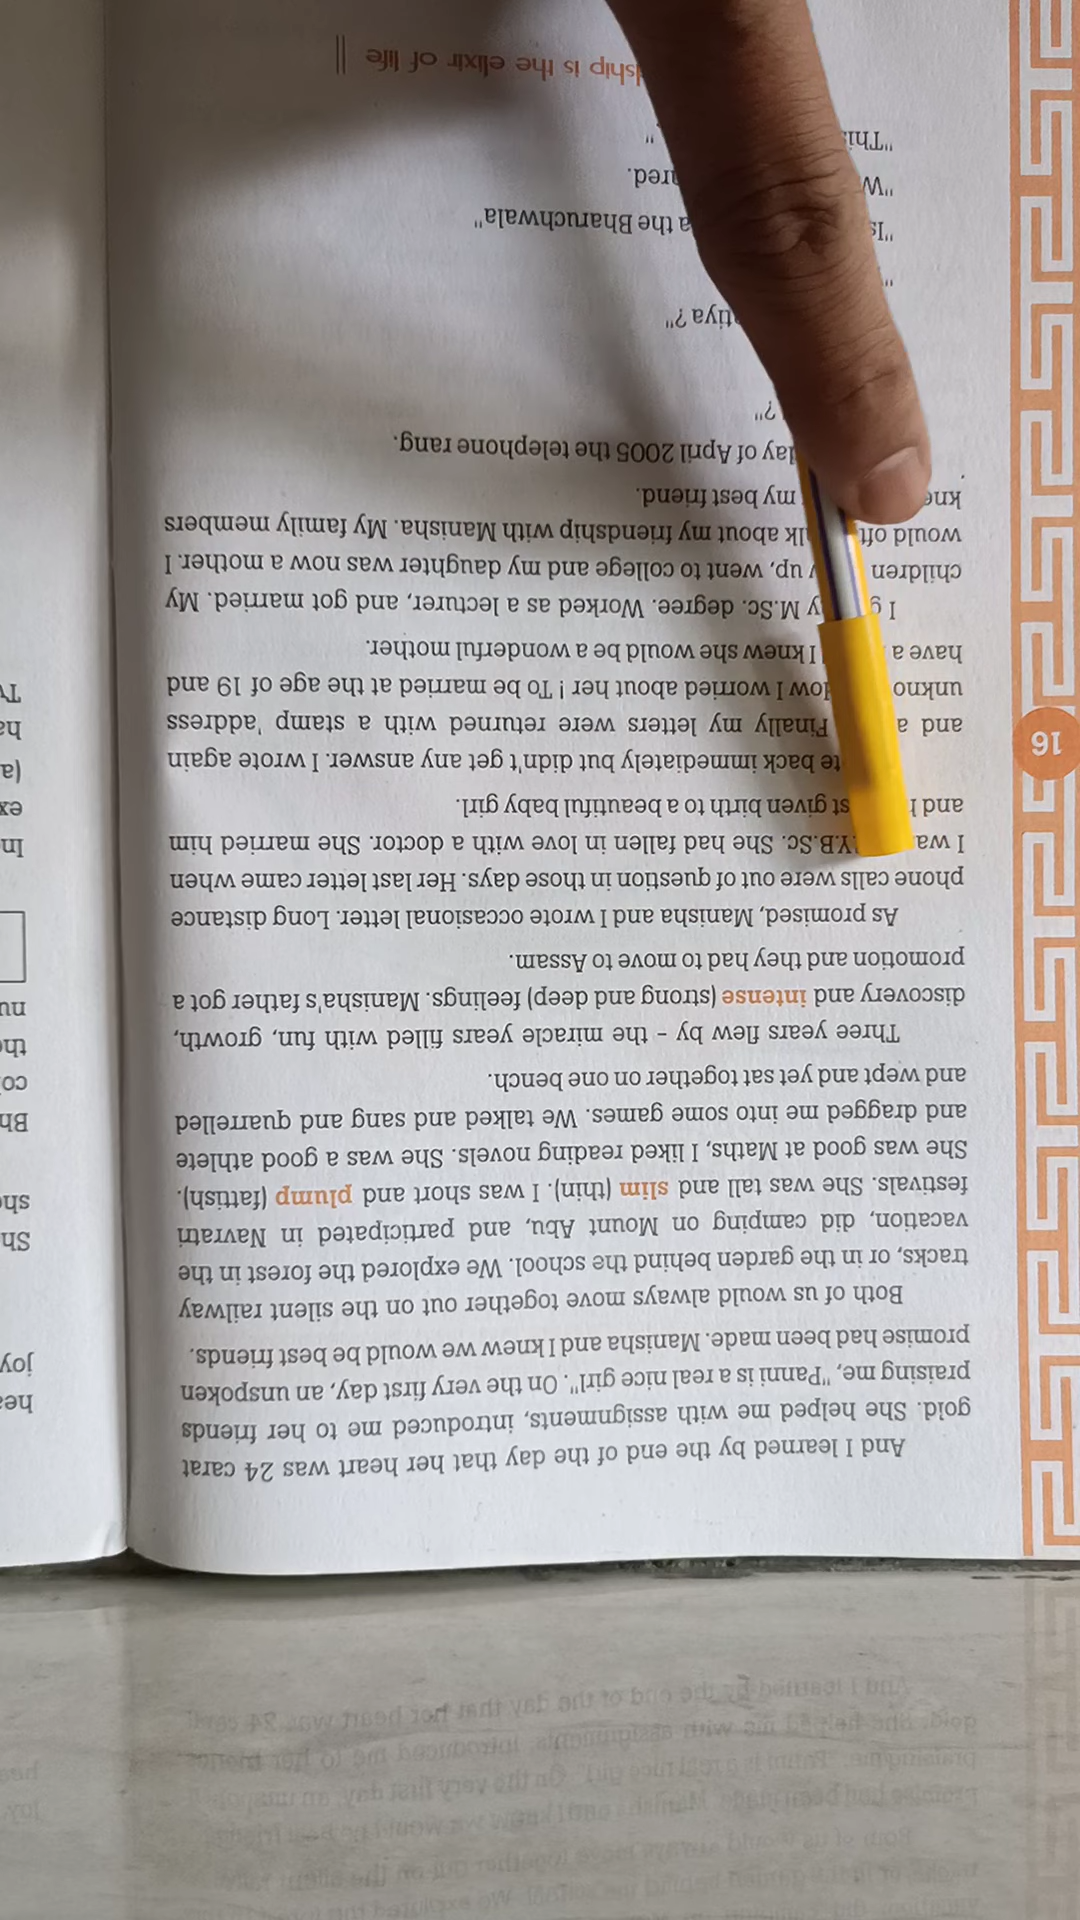 And I learned by the end of the day that her heart was 24 carat
gold. She helped me with assignments, introduced me to her friends
praising me, "Panni is a real nice girl". On the very first day, an unspoken
promise had been made. Manisha and I knew we would be best friends.
Both of us would always move together out on the silent railway
tracks, or in the garden behind the school. We explored the forest in the
vacation, did camping on Mount Abu, and participated in Navratri
festivals. She was tall and slim (thin). I was short and plump (fattish).
She was good at Maths, I liked reading novels. She was a good athlete
and dragged me into some games. We talked and sang and quarrelled
and wept and yet sat together on one bench.
Three years flew by – the miracle years filled with fun, growth,
discovery and intense (strong and deep) feelings. Manisha's father got a
promotion and they had to move to Assam.
As promised, Manisha and I wrote occasional letter. Long distance
phone calls were out of question in those days. Her last letter came when
I Y.B.Sc. She had fallen in love with a doctor. She married him
and given birth to a beautiful baby girl.
back immediately but didn't get any answer. I wrote again
and Finally my letters were returned with a stamp 'address
I worried about her ! To be married at the age of 19 and
have a I knew she would be a wonderful mother.
I M.Sc. degree. Worked as a lecturer, and got married. My
children up, went to college and my daughter was now a mother. I
would about my friendship with Manisha. My family members
my best friend.
of April 2005 the telephone rang.
?"
?"
"
the Bharuchwala"
"
"
is the elixir of life ||
16